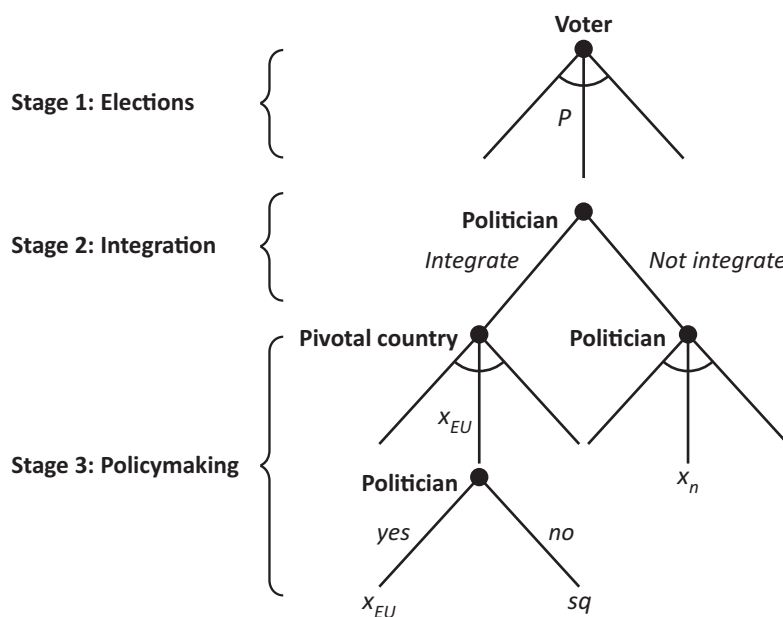 Voter
Stage 1: Elections
P
Politician
Stage 2: Integration
Integrate
Not integrate
Pivotal country
Politician
x_EU
Stage 3: Policymaking
x_n
Politician
yes
no
x_EU
sq